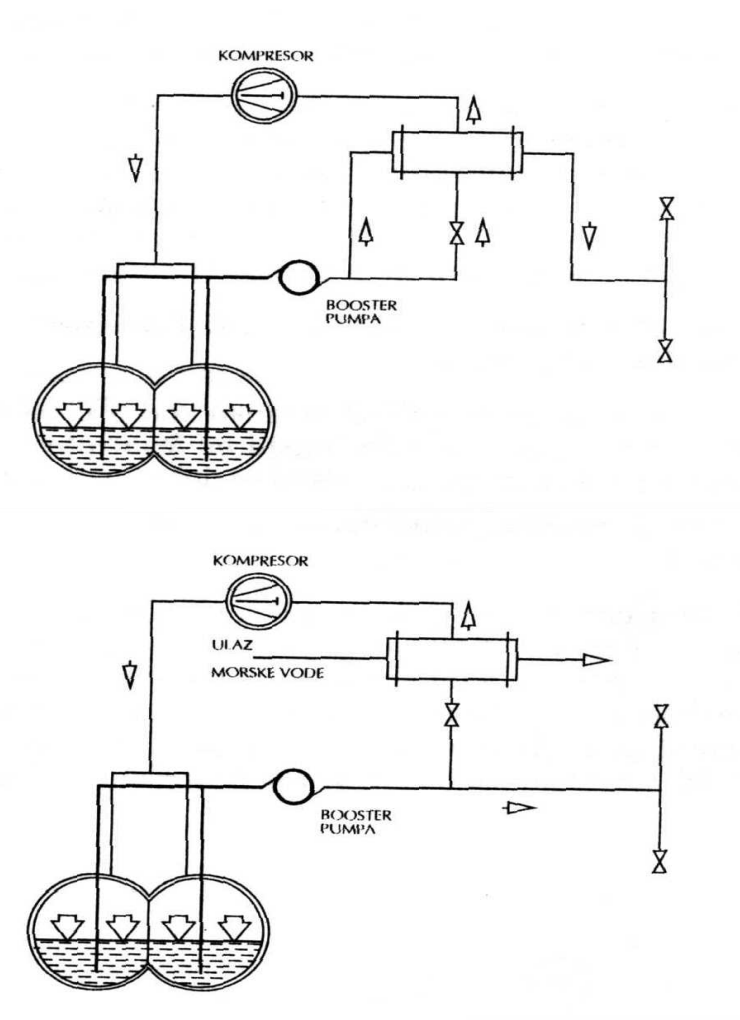 KOMPRESOR
BOOSTER
PUMPA
KOMPRESOR
ULAZ
MORSKE VODE
BOOSTER
PUMPA